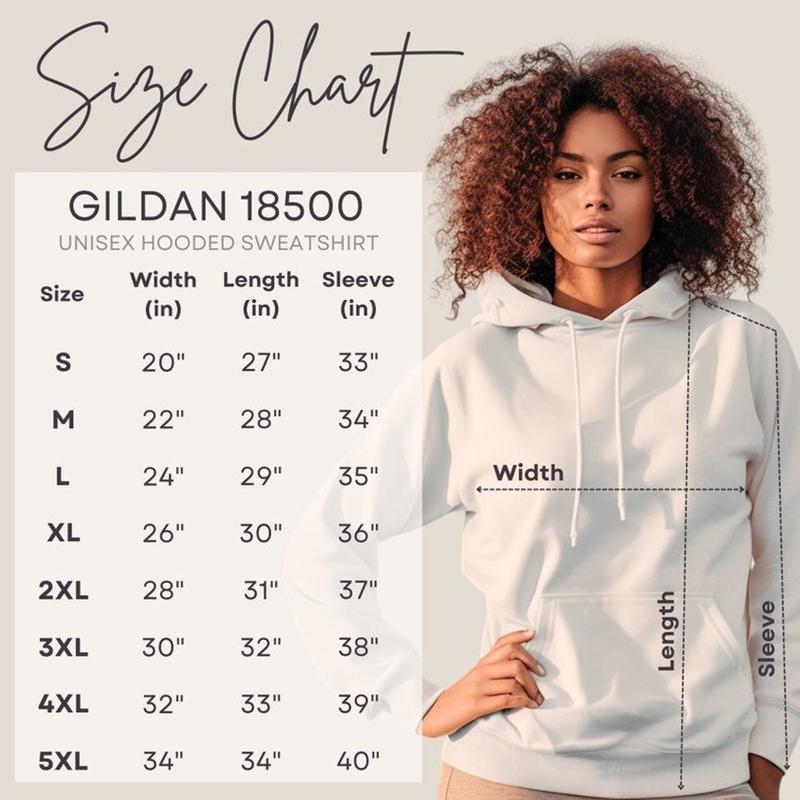 Size Chart
GILDAN 18500
UNISEX HOODED SWEATSHIRT
Size Width (in) Length (in) Sleeve (in)
S 20" 27" 33"
M 22" 28" 34"
L 24" 29" 35"
XL 26" 30" 36"
2XL 28" 31" 37"
3XL 30" 32" 38"
4XL 32" 33" 39"
5XL 34" 34" 40"
Width
Length
Sleeve